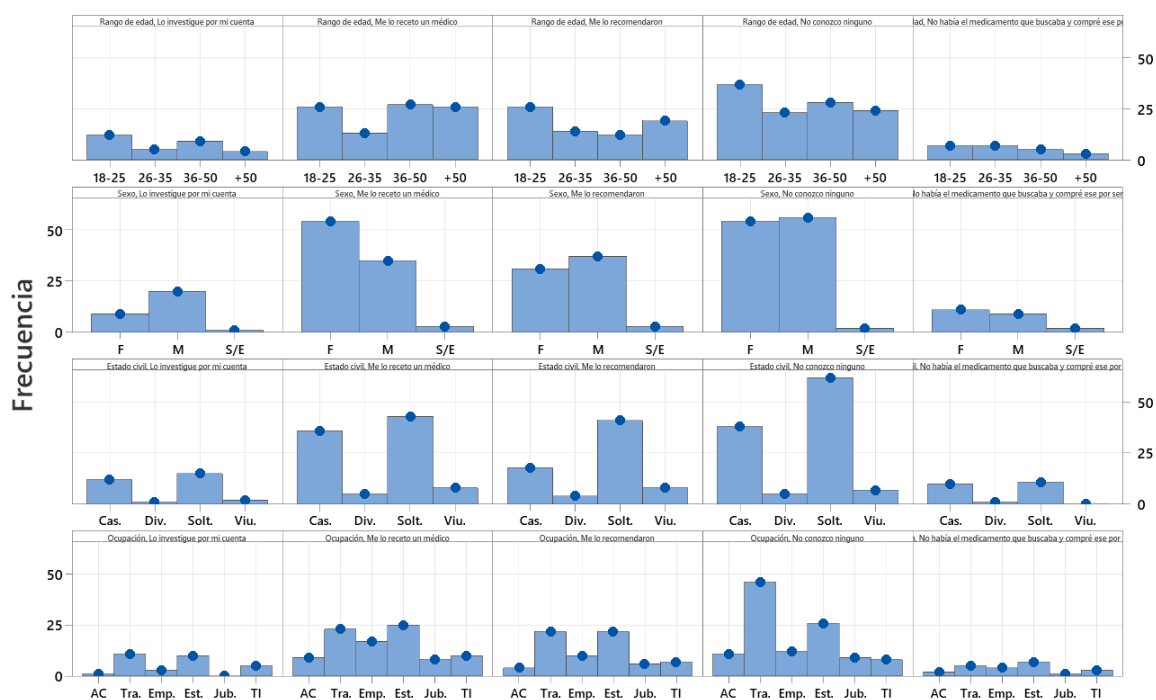 Rango de edad, Lo investigue por mi cuenta
Rango de edad, Me lo receto un médico
Rango de edad, Me lo recomendaron
Rango de edad, No conozco ninguno
dad, No había el medicamento que buscaba y compré ese po
50
25
0
18-25 26-35 36-50 +50
18-25 26-35 36-50 +50
18-25 26-35 36-50 +50
18-25 26-35 36-50 +50
18-25 26-35 36-50 +50
Sexo, Lo investigue por mi cuenta
Sexo, Me lo receto un médico
Sexo, Me lo recomendaron
Sexo, No conozco ninguno
No había el medicamento que buscaba y compré ese por ser
50
25
0
F M S/E
F M S/E
F M S/E
F M S/E
F M S/E
Frecuencia
Estado civil, Lo investigue por mi cuenta
Estado civil, Me lo receto un médico
Estado civil, Me lo recomendaron
Estado civil, No conozco ninguno
il, No había el medicamento que buscaba y compré ese por
50
25
0
Cas. Div. Solt. Viu.
Cas. Div. Solt. Viu.
Cas. Div. Solt. Viu.
Cas. Div. Solt. Viu.
Cas. Div. Solt. Viu.
Ocupación, Lo investigue por mi cuenta
Ocupación, Me lo receto un médico
Ocupación, Me lo recomendaron
Ocupación, No conozco ninguno
, No había el medicamento que buscaba y compré ese por
50
25
0
AC Tra. Emp. Est. Jub. TI
AC Tra. Emp. Est. Jub. TI
AC Tra. Emp. Est. Jub. TI
AC Tra. Emp. Est. Jub. TI
AC Tra. Emp. Est. Jub. TI